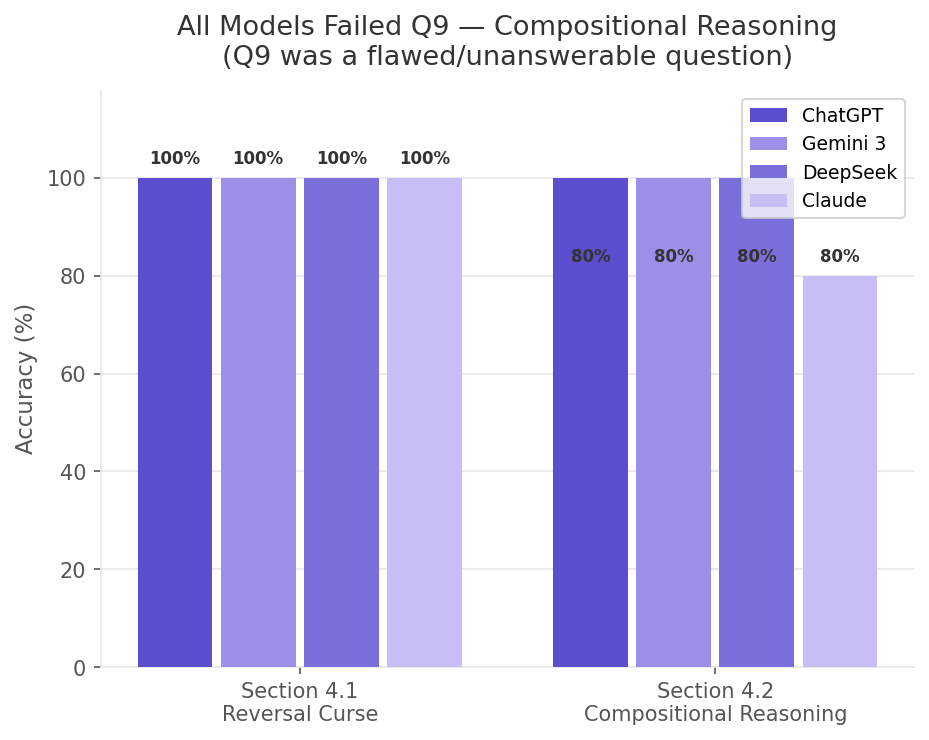 All Models Failed Q9 — Compositional Reasoning
(Q9 was a flawed/unanswerable question)
ChatGPT
Gemini 3
DeepSeek
Claude
Accuracy (%)
100
80
60
40
20
0
100% 100% 100% 100%
80% 80% 80% 80%
Section 4.1
Reversal Curse
Section 4.2
Compositional Reasoning